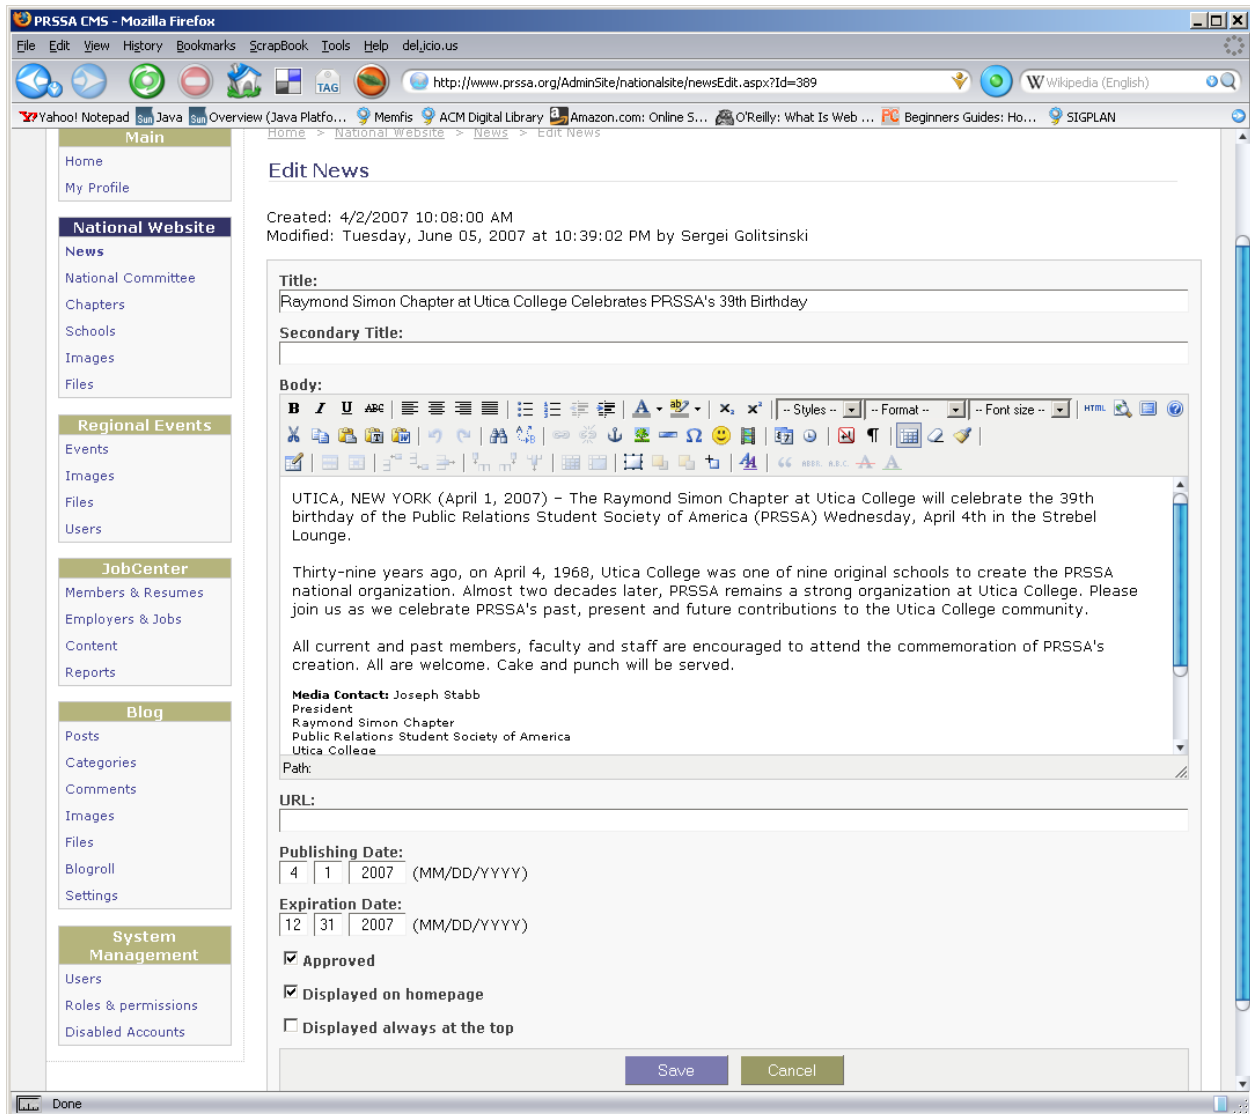 PRSSA CMS - Mozilla Firefox
File Edit View History Bookmarks ScrapBook Tools Help del.icio.us
TAG http://www.prssa.org/AdminSite/nationalsite/newsEdit.aspx?Id=389 W Wikipedia (English)
Yahoo! Notepad Sun Java Sun Overview (Java Platfo... Memfis ACM Digital Library Amazon.com: Online S... O'Reilly: What Is Web ... PC Beginners Guides: Ho... SIGPLAN
Main
Home
My Profile
National Website
News
National Committee
Chapters
Schools
Images
Files
Regional Events
Events
Images
Files
Users
JobCenter
Members & Resumes
Employers & Jobs
Content
Reports
Blog
Posts
Categories
Comments
Images
Files
Blogroll
Settings
System
Management
Users
Roles & permissions
Disabled Accounts
Home > National Website > News > Edit News
Edit News
Created: 4/2/2007 10:08:00 AM
Modified: Tuesday, June 05, 2007 at 10:39:02 PM by Sergei Golitsinski
Title:
Raymond Simon Chapter at Utica College Celebrates PRSSA's 39th Birthday
Secondary Title:
Body:
B I U ABC A ab x₂ x² -- Styles -- -- Format -- -- Font size -- HTML
Ω ¶
ABBR. A.B.C. A A
UTICA, NEW YORK (April 1, 2007) – The Raymond Simon Chapter at Utica College will celebrate the 39th
birthday of the Public Relations Student Society of America (PRSSA) Wednesday, April 4th in the Strebel
Lounge.
Thirty-nine years ago, on April 4, 1968, Utica College was one of nine original schools to create the PRSSA
national organization. Almost two decades later, PRSSA remains a strong organization at Utica College. Please
join us as we celebrate PRSSA's past, present and future contributions to the Utica College community.
All current and past members, faculty and staff are encouraged to attend the commemoration of PRSSA's
creation. All are welcome. Cake and punch will be served.
Media Contact: Joseph Stabb
President
Raymond Simon Chapter
Public Relations Student Society of America
Utica College
Path:
URL:
Publishing Date:
4 1 2007 (MM/DD/YYYY)
Expiration Date:
12 31 2007 (MM/DD/YYYY)
Approved
Displayed on homepage
Displayed always at the top
Save Cancel
Done